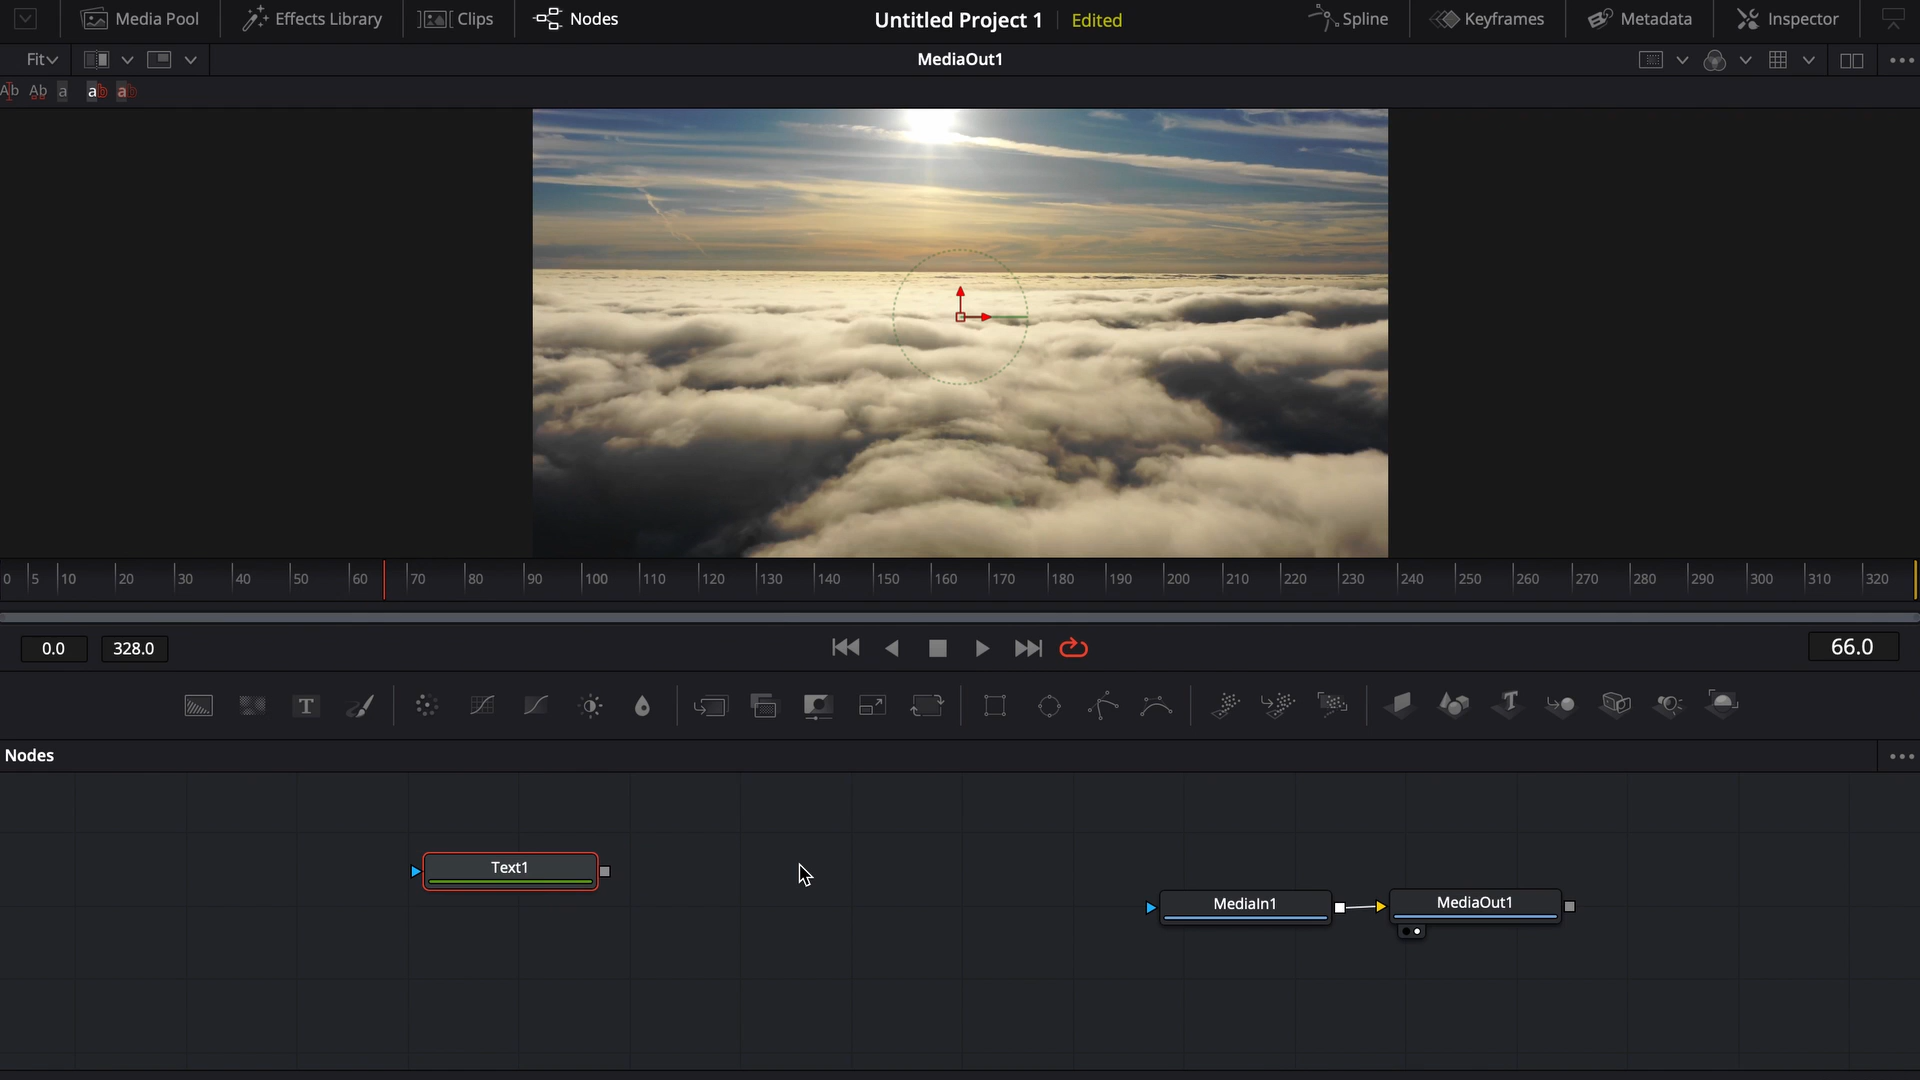 Media Pool Effects Library Clips Nodes Untitled Project 1 Edited Spline Keyframes Metadata Inspector
Fit MediaOut1
Ab Ab a ab ab
0 5 10 20 30 40 50 60 70 80 90 100 110 120 130 140 150 160 170 180 190 200 210 220 230 240 250 260 270 280 290 300 310 320
0.0 328.0 66.0
T T
Nodes
Text1
MediaIn1 MediaOut1